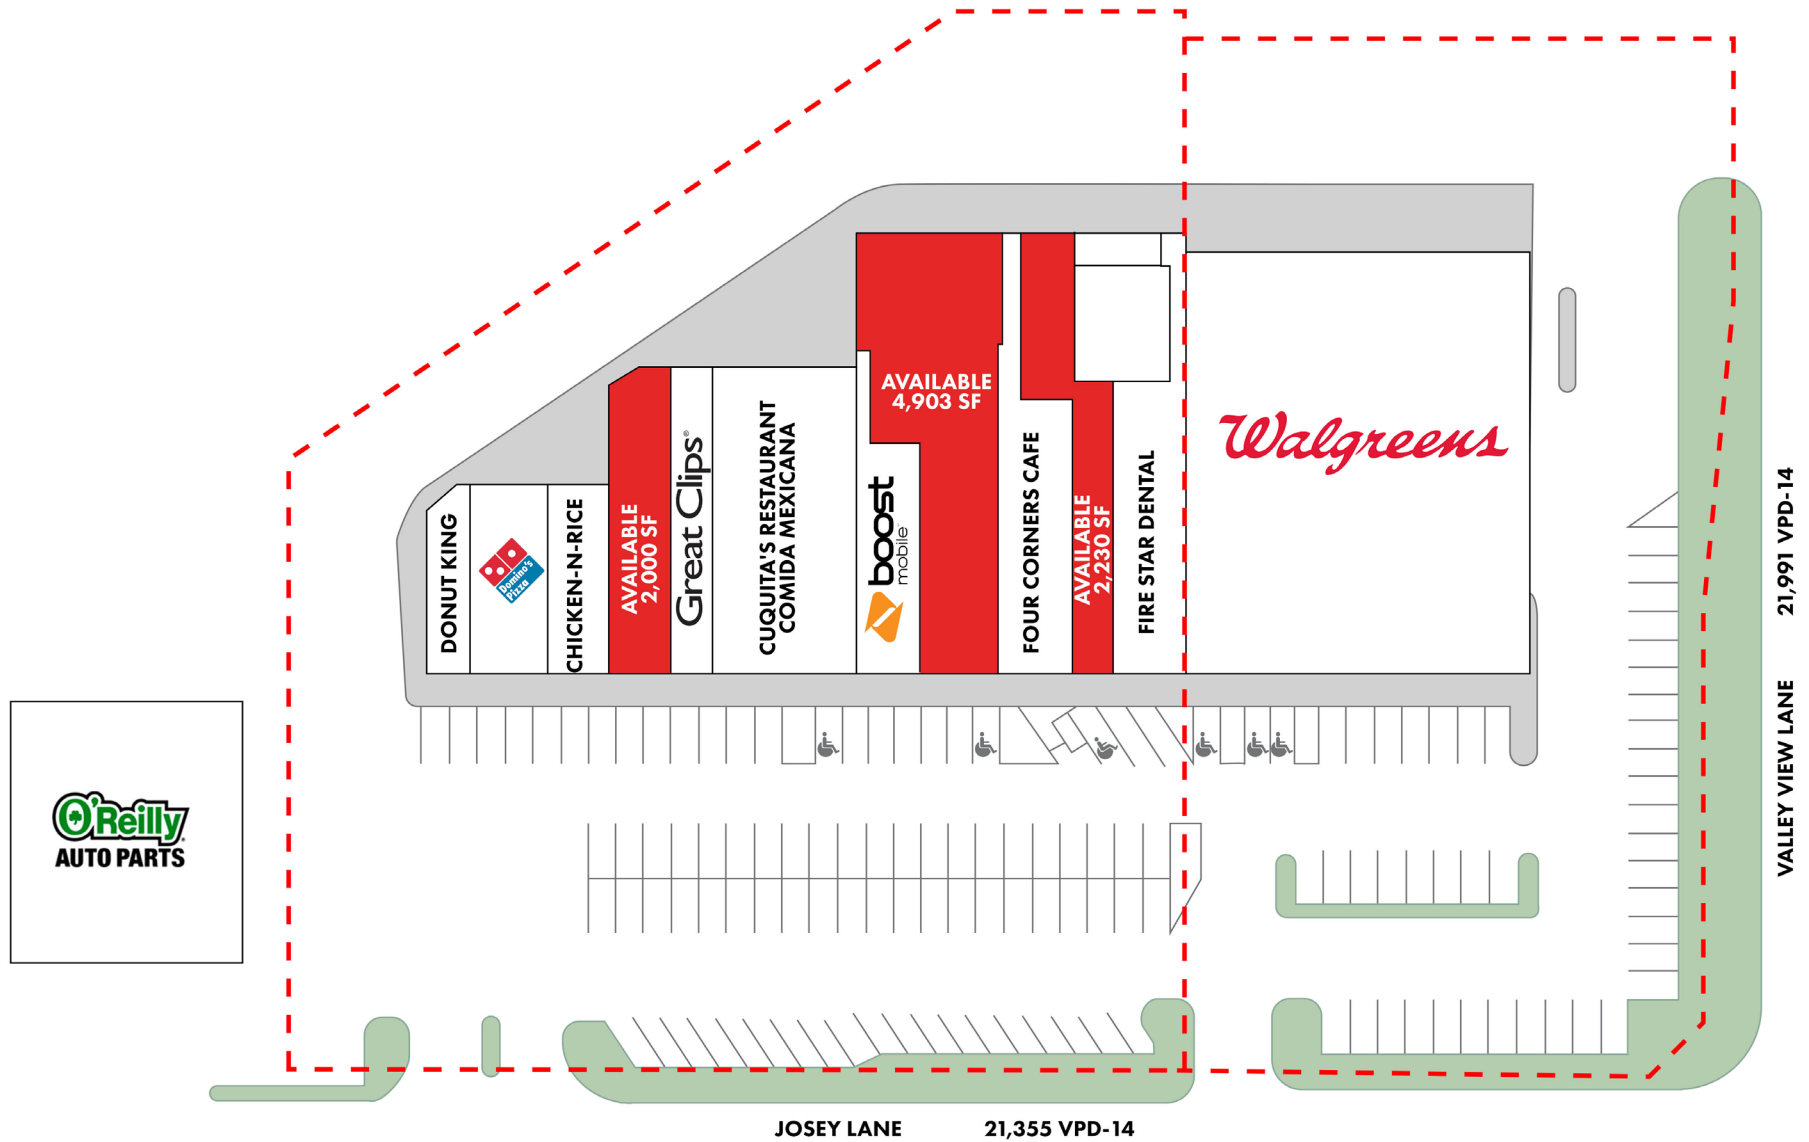 DONUT KING
Domino's
Pizza
CHICKEN-N-RICE
AVAILABLE
2,000 SF
Great Clips®
CUQUITA'S RESTAURANT
COMIDA MEXICANA
boost
mobile
AVAILABLE
4,903 SF
FOUR CORNERS CAFE
AVAILABLE
2,230 SF
FIRE STAR DENTAL
Walgreens
O'Reilly
AUTO PARTS
VALLEY VIEW LANE 21,991 VPD-14
JOSEY LANE 21,355 VPD-14